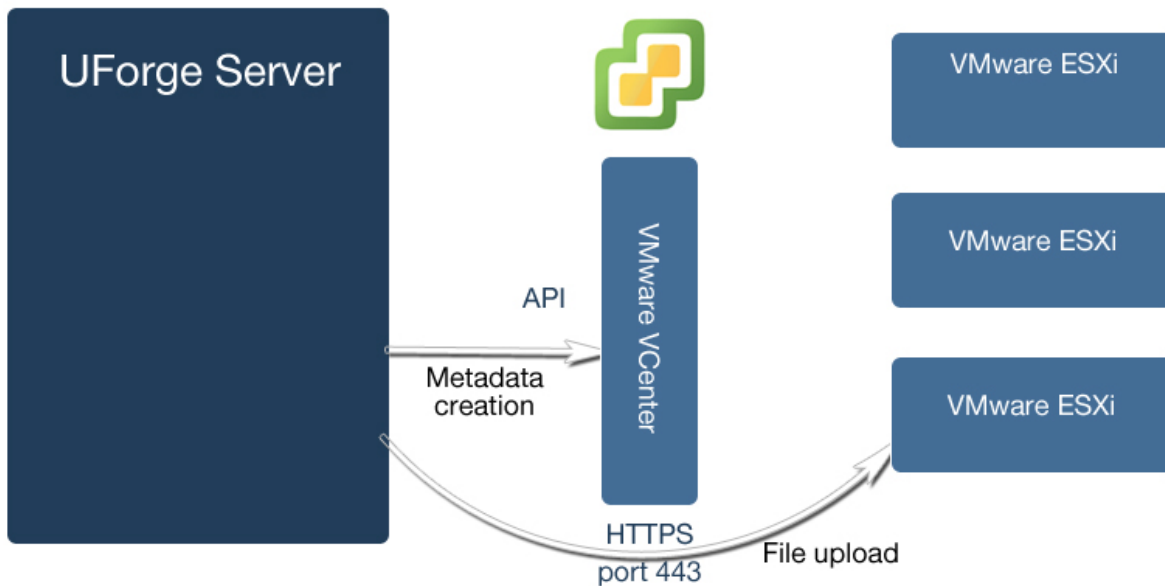 UForge Server
VMware VCenter
VMware ESXi
VMware ESXi
VMware ESXi
API
Metadata
creation
HTTPS
port 443
File upload